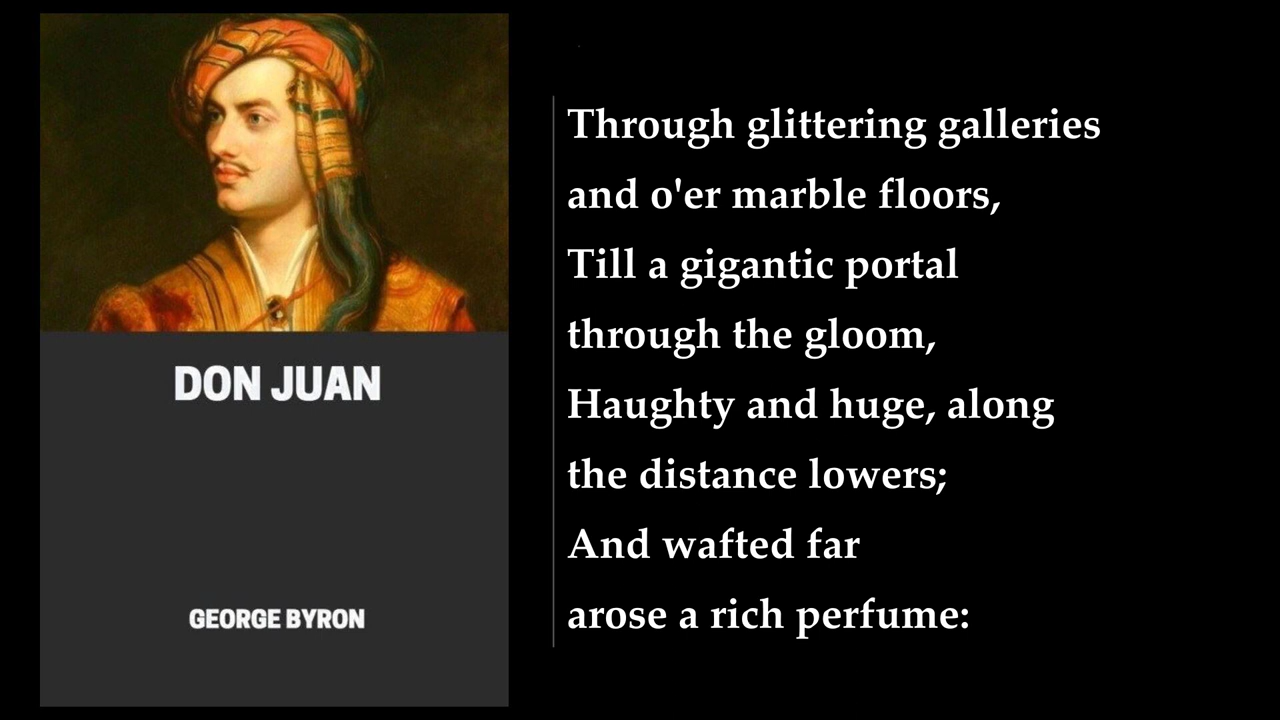 DON JUAN
GEORGE BYRON
Through glittering galleries
and o'er marble floors,
Till a gigantic portal
through the gloom,
Haughty and huge, along
the distance lowers;
And wafted far
arose a rich perfume: